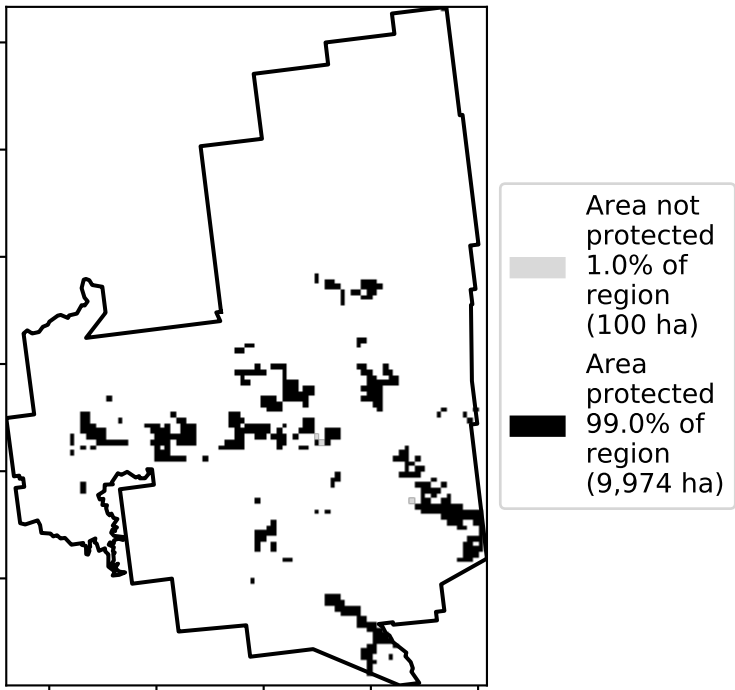 Area not
protected
1.0% of
region
(100 ha)
Area
protected
99.0% of
region
(9,974 ha)